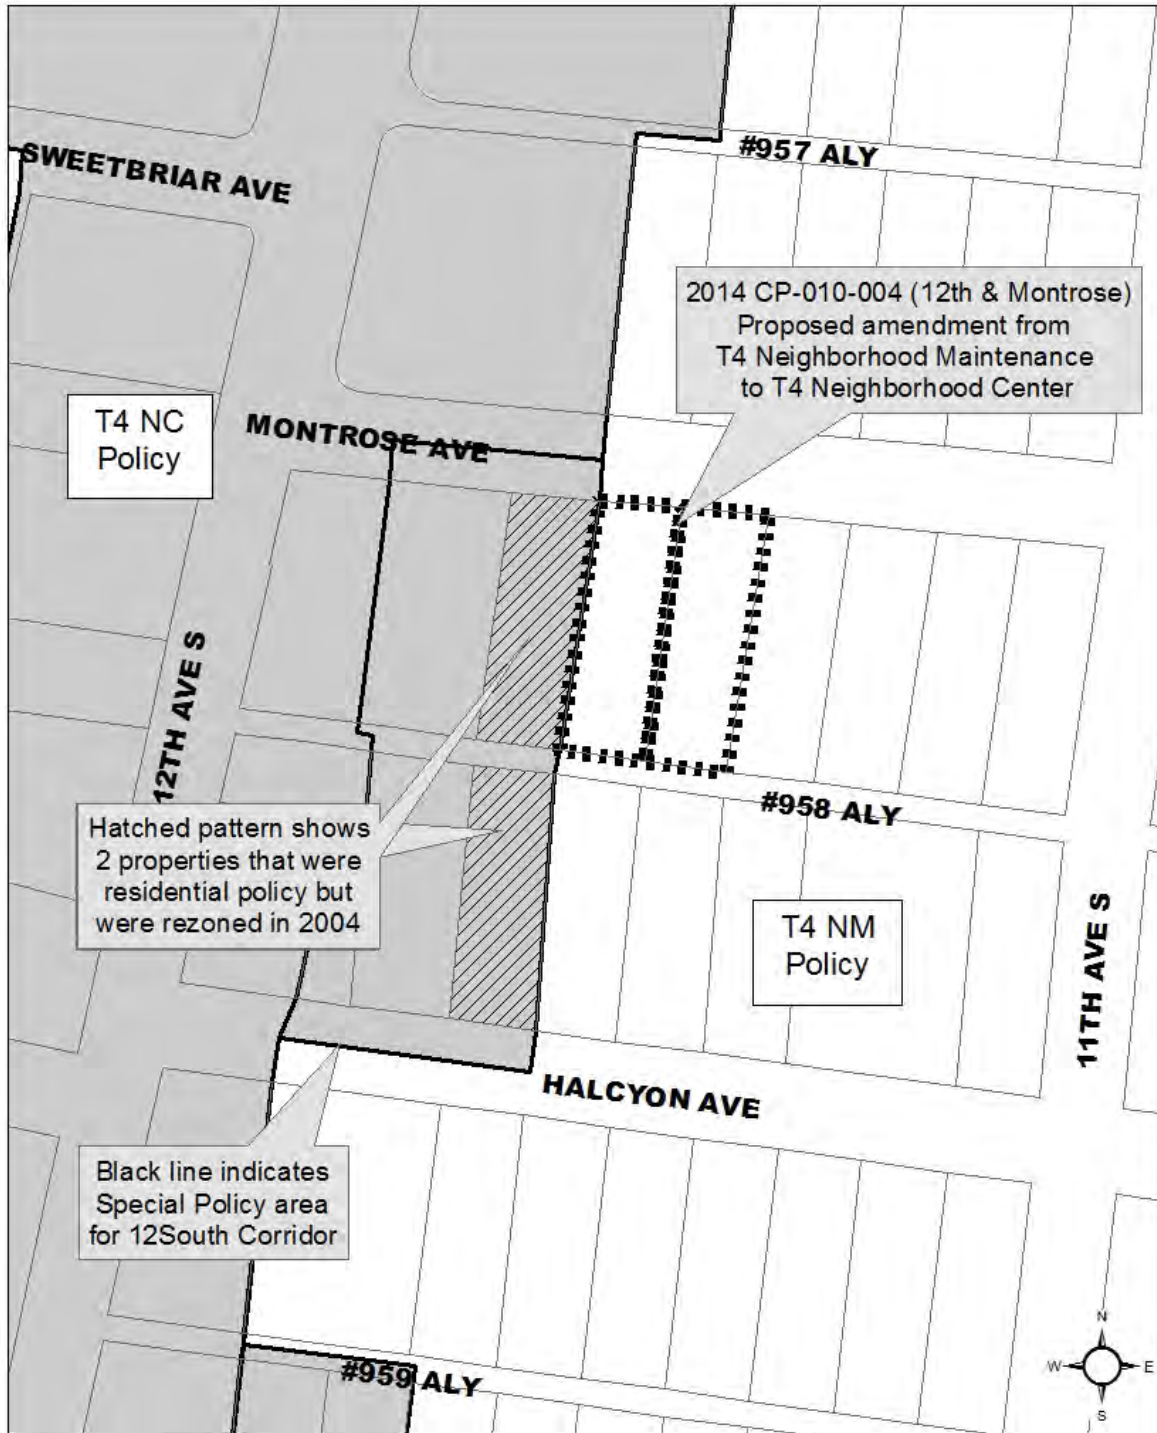 #957 ALY
SWEETBRIAR AVE
2014 CP-010-004 (12th & Montrose)
Proposed amendment from
T4 Neighborhood Maintenance
to T4 Neighborhood Center
T4 NC
Policy
MONTROSE AVE
12TH AVE S
#958 ALY
Hatched pattern shows
2 properties that were
residential policy but
were rezoned in 2004
T4 NM
Policy
11TH AVE S
HALCYON AVE
Black line indicates
Special Policy area
for 12South Corridor
#959 ALY
N
W
E
S